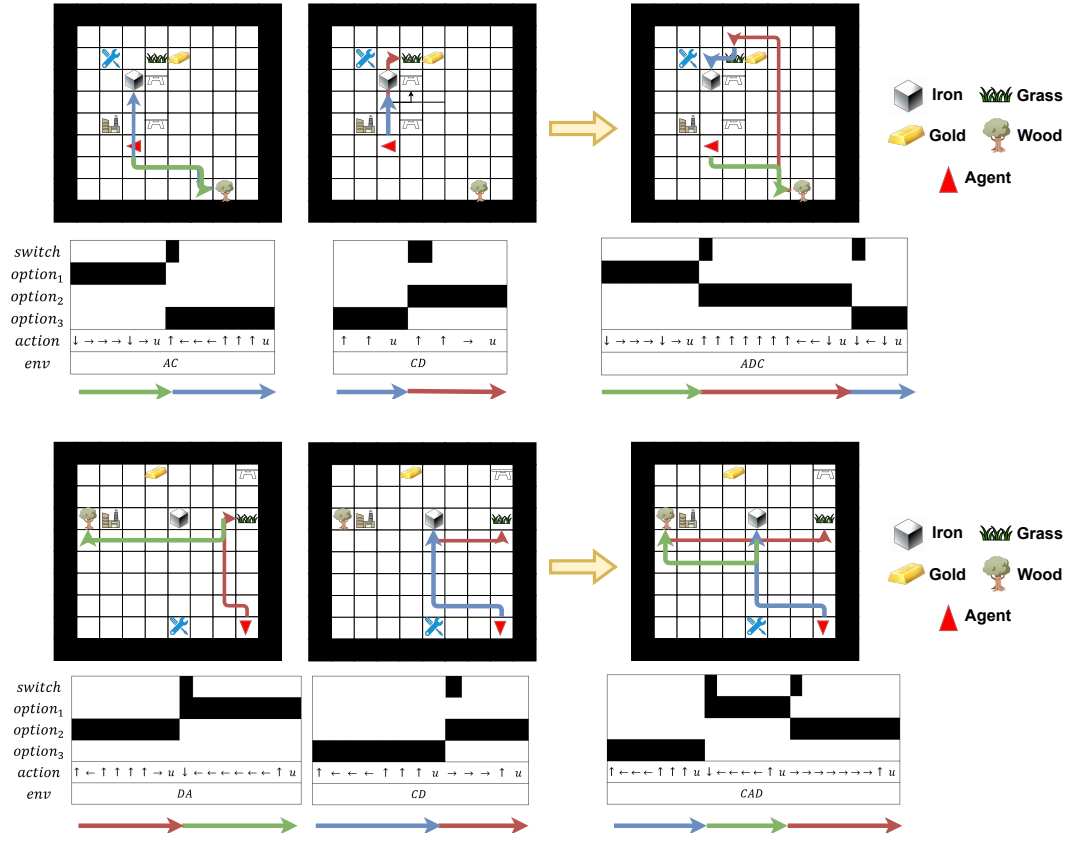 Iron Grass
Gold Wood
Agent
switch
option₁
option₂
option₃
action ↓ → → → ↓ → u ↑ ← ← ← ↑ ↑ ↑ u ↑ ↑ u ↑ ↑ → u ↓ → → → ↓ → u ↑ ↑ ↑ ↑ ↑ ↑ ↑ ← ← ↓ u ↓ ← ↓ u
env AC CD ADC
Iron Grass
Gold Wood
Agent
switch
option₁
option₂
option₃
action ↑ ← ↑ ↑ ↑ ↑ → u ↓ ← ← ← ← ← ← ↑ u ↑ ← ← ← ↑ ↑ ↑ u → → → ↑ u ↑ ← ← ← ↑ ↑ ↑ u ↓ ← ← ← ← ↑ u → → → → → → → ↑ u
env DA CD CAD